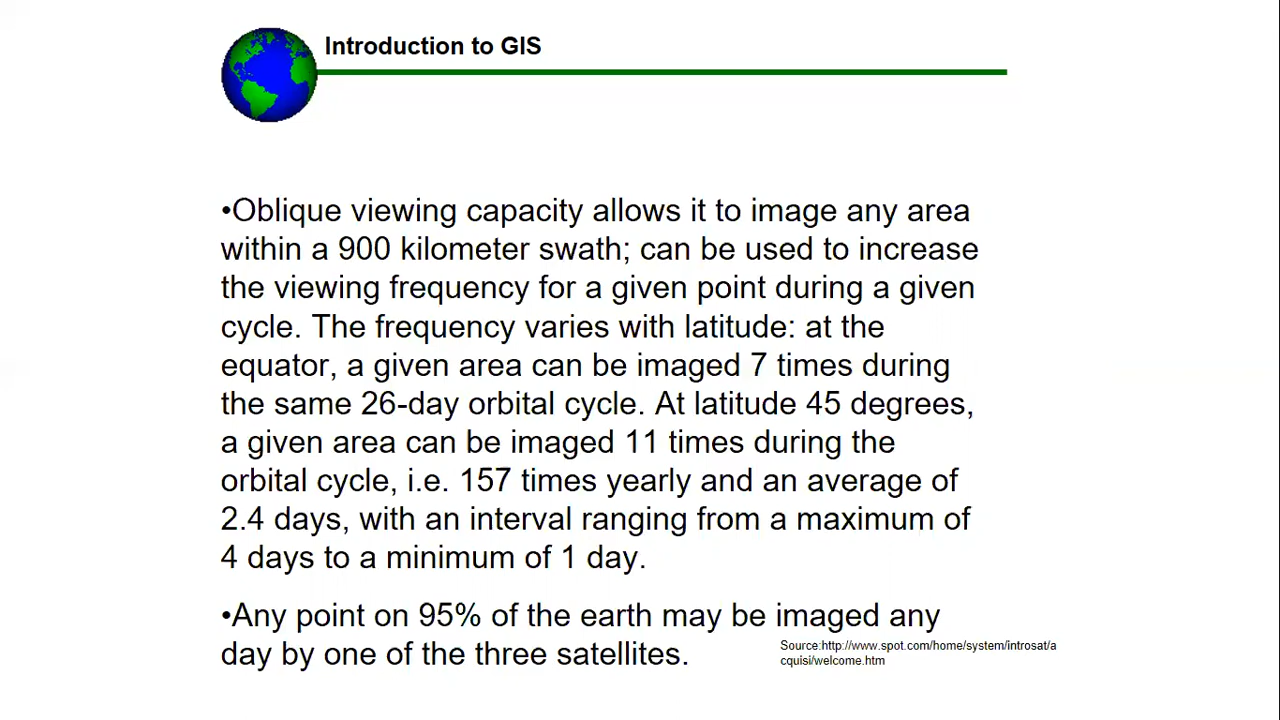 Introduction to GIS
•Oblique viewing capacity allows it to image any area
within a 900 kilometer swath; can be used to increase
the viewing frequency for a given point during a given
cycle. The frequency varies with latitude: at the
equator, a given area can be imaged 7 times during
the same 26-day orbital cycle. At latitude 45 degrees,
a given area can be imaged 11 times during the
orbital cycle, i.e. 157 times yearly and an average of
2.4 days, with an interval ranging from a maximum of
4 days to a minimum of 1 day.
•Any point on 95% of the earth may be imaged any
day by one of the three satellites.
Source:http://www.spot.com/home/system/introsat/a
cquisi/welcome.htm